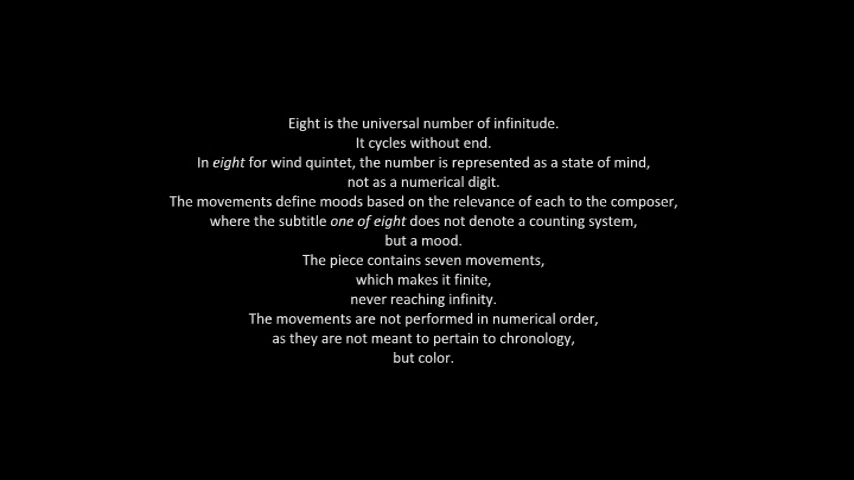 Eight is the universal number of infinitude.
It cycles without end.
In eight for wind quintet, the number is represented as a state of mind,
not as a numerical digit.
The movements define moods based on the relevance of each to the composer,
where the subtitle one of eight does not denote a counting system,
but a mood.
The piece contains seven movements,
which makes it finite,
never reaching infinity.
The movements are not performed in numerical order,
as they are not meant to pertain to chronology,
but color.